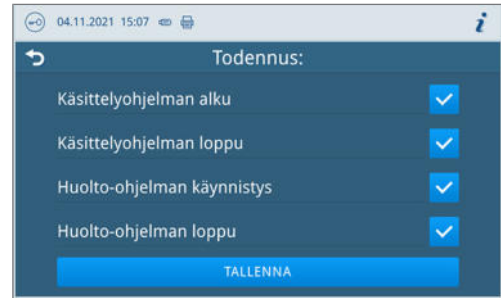 04.11.2021 15:07
i
Todennus:
Käsittelyohjelman alku
Käsittelyohjelman loppu
Huolto-ohjelman käynnistys
Huolto-ohjelman loppu
TALLENNA